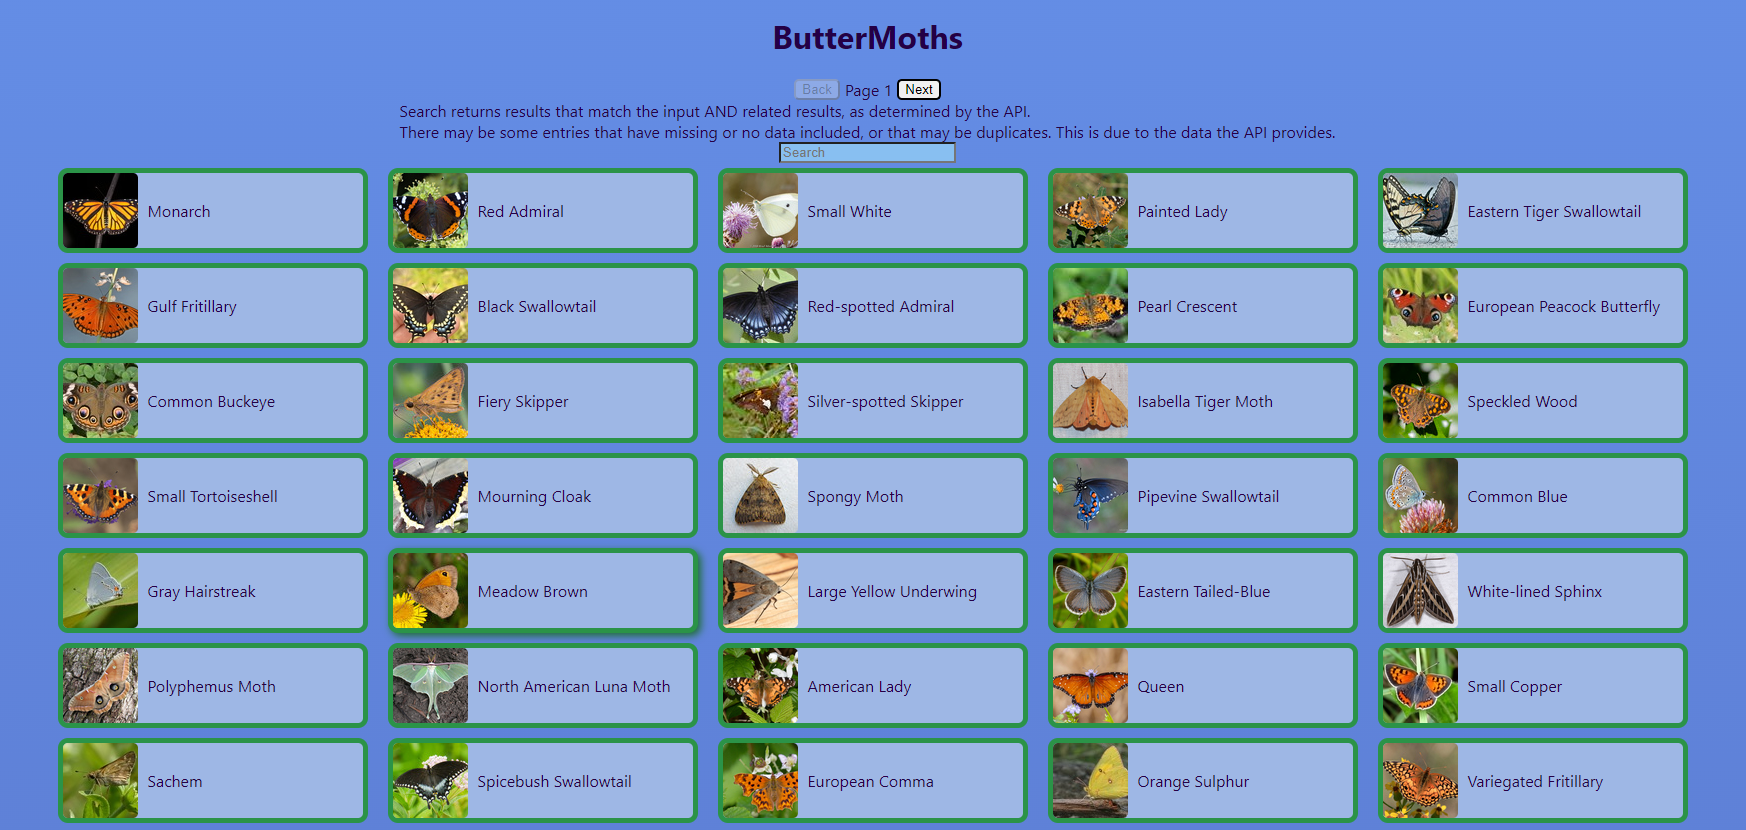 ButterMoths
Back Page 1 Next
Search returns results that match the input AND related results, as determined by the API.
There may be some entries that have missing or no data included, or that may be duplicates. This is due to the data the API provides.
Search
Monarch
Red Admiral
Small White
Painted Lady
Eastern Tiger Swallowtail
Gulf Fritillary
Black Swallowtail
Red-spotted Admiral
Pearl Crescent
European Peacock Butterfly
Common Buckeye
Fiery Skipper
Silver-spotted Skipper
Isabella Tiger Moth
Speckled Wood
Small Tortoiseshell
Mourning Cloak
Spongy Moth
Pipevine Swallowtail
Common Blue
Gray Hairstreak
Meadow Brown
Large Yellow Underwing
Eastern Tailed-Blue
White-lined Sphinx
Polyphemus Moth
North American Luna Moth
American Lady
Queen
Small Copper
Sachem
Spicebush Swallowtail
European Comma
Orange Sulphur
Variegated Fritillary